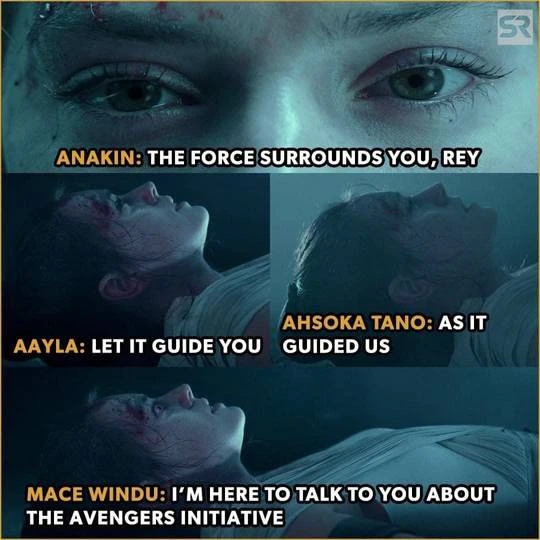 SR
ANAKIN: THE FORCE SURROUNDS YOU, REY
AAYLA: LET IT GUIDE YOU
AHSOKA TANO: AS IT
GUIDED US
MACE WINDU: I'M HERE TO TALK TO YOU ABOUT
THE AVENGERS INITIATIVE